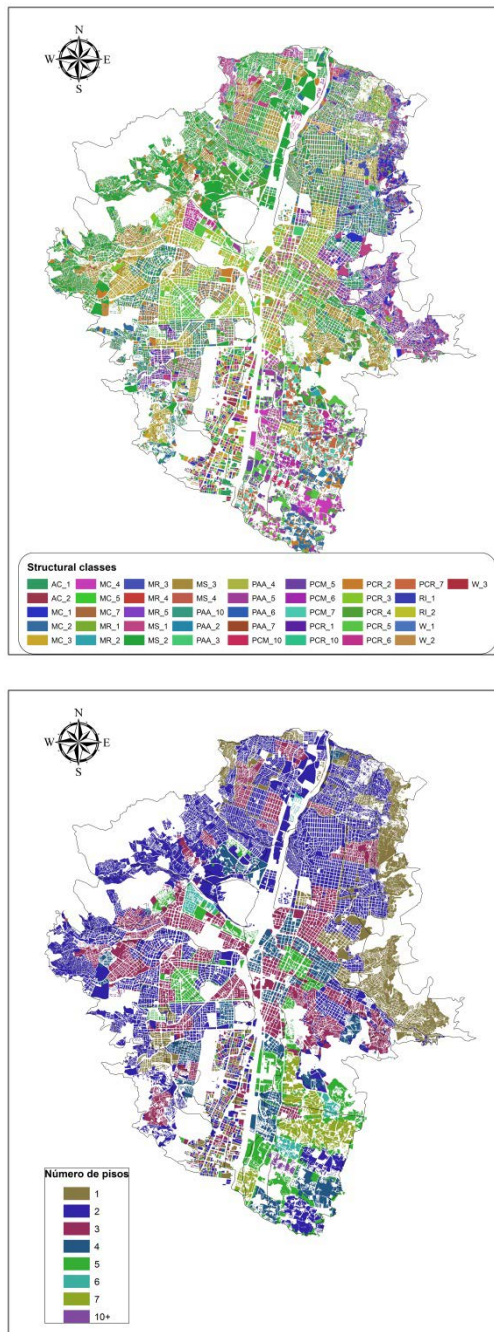 N
W E
S
Structural classes
AC_1 MC_4 MR_3 MS_3 PAA_4 PCM_5 PCR_2 PCR_7 W_3
AC_2 MC_5 MR_4 MS_4 PAA_5 PCM_6 PCR_3 RI_1
MC_1 MC_7 MR_5 PAA_10 PAA_6 PCM_7 PCR_4 RI_2
MC_2 MR_1 MS_1 PAA_2 PAA_7 PCR_1 PCR_5 W_1
MC_3 MR_2 MS_2 PAA_3 PCM_10 PCR_10 PCR_6 W_2
N
W E
S
Número de pisos
1
2
3
4
5
6
7
10+